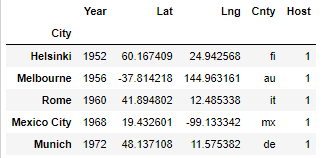 Year Lat Lng Cnty Host
City
Helsinki 1952 60.167409 24.942568 fi 1
Melbourne 1956 -37.814218 144.963161 au 1
Rome 1960 41.894802 12.485338 it 1
Mexico City 1968 19.432601 -99.133342 mx 1
Munich 1972 48.137108 11.575382 de 1